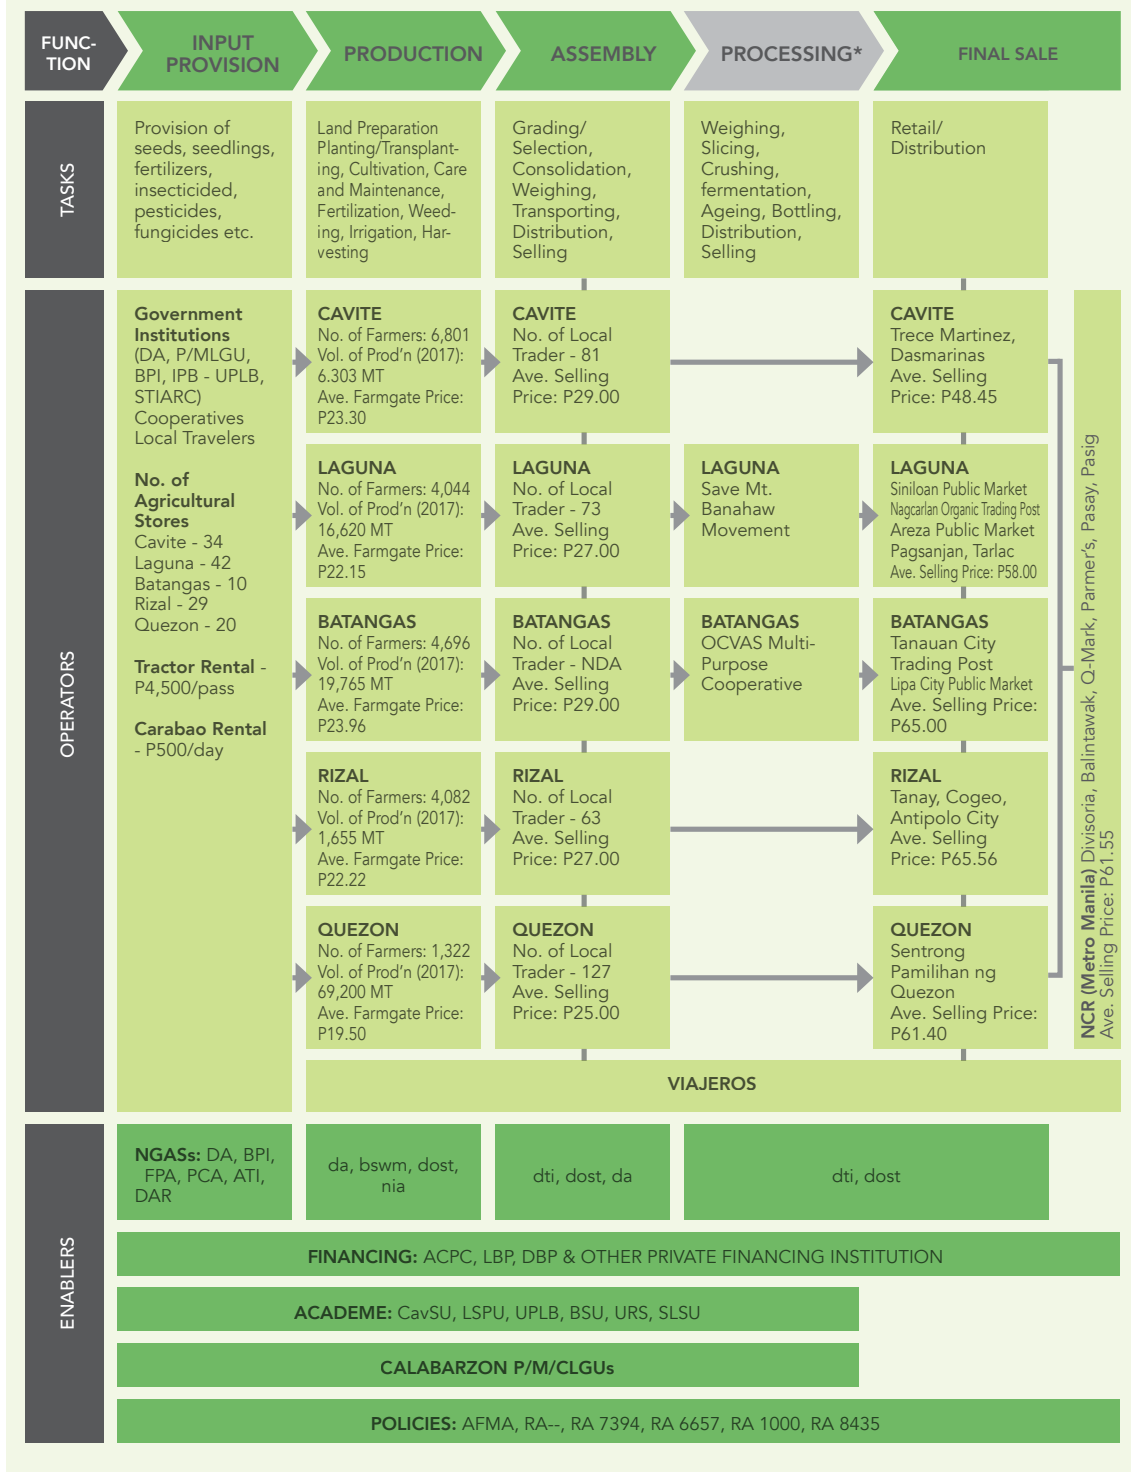 FUNC-
TION
INPUT
PROVISION
PRODUCTION
ASSEMBLY
PROCESSING*
FINAL SALE
TASKS
Provision of
seeds, seedlings,
fertilizers,
insecticided,
pesticides,
fungicides etc.
Land Preparation
Planting/Transplant-
ing, Cultivation, Care
and Maintenance,
Fertilization, Weed-
ing, Irrigation, Har-
vesting
Grading/
Selection,
Consolidation,
Weighing,
Transporting,
Distribution,
Selling
Weighing,
Slicing,
Crushing,
fermentation,
Ageing, Bottling,
Distribution,
Selling
Retail/
Distribution
OPERATORS
Government
Institutions
(DA, P/MLGU,
BPI, IPB - UPLB,
STIARC)
Cooperatives
Local Travelers
No. of
Agricultural
Stores
Cavite - 34
Laguna - 42
Batangas - 10
Rizal - 29
Quezon - 20
Tractor Rental -
P4,500/pass
Carabao Rental
- P500/day
CAVITE
No. of Farmers: 6,801
Vol. of Prod'n (2017):
6.303 MT
Ave. Farmgate Price:
P23.30
CAVITE
No. of Local
Trader - 81
Ave. Selling
Price: P29.00
CAVITE
Trece Martinez,
Dasmarinas
Ave. Selling
Price: P48.45
LAGUNA
No. of Farmers: 4,044
Vol. of Prod'n (2017):
16,620 MT
Ave. Farmgate Price:
P22.15
LAGUNA
No. of Local
Trader - 73
Ave. Selling
Price: P27.00
LAGUNA
Save Mt.
Banahaw
Movement
LAGUNA
Siniloan Public Market
Nagcarlan Organic Trading Post
Areza Public Market
Pagsanjan, Tarlac
Ave. Selling Price: P58.00
BATANGAS
No. of Farmers: 4,696
Vol. of Prod'n (2017):
19,765 MT
Ave. Farmgate Price:
P23.96
BATANGAS
No. of Local
Trader - NDA
Ave. Selling
Price: P29.00
BATANGAS
OCVAS Multi-
Purpose
Cooperative
BATANGAS
Tanauan City
Trading Post
Lipa City Public Market
Ave. Selling Price:
P65.00
RIZAL
No. of Farmers: 4,082
Vol. of Prod'n (2017):
1,655 MT
Ave. Farmgate Price:
P22.22
RIZAL
No. of Local
Trader - 63
Ave. Selling
Price: P27.00
RIZAL
Tanay, Cogeo,
Antipolo City
Ave. Selling
Price: P65.56
QUEZON
No. of Farmers: 1,322
Vol. of Prod'n (2017):
69,200 MT
Ave. Farmgate Price:
P19.50
QUEZON
No. of Local
Trader - 127
Ave. Selling
Price: P25.00
QUEZON
Sentrong
Pamilihan ng
Quezon
Ave. Selling Price:
P61.40
NCR (Metro Manila) Divisoria, Balintawak, Q-Mark, Parmer's, Pasay, Pasig
Ave. Selling Price: P61.55
VIAJEROS
ENABLERS
NGASs: DA, BPI,
FPA, PCA, ATI,
DAR
da, bswm, dost,
nia
dti, dost, da
dti, dost
FINANCING: ACPC, LBP, DBP & OTHER PRIVATE FINANCING INSTITUTION
ACADEME: CavSU, LSPU, UPLB, BSU, URS, SLSU
CALABARZON P/M/CLGUs
POLICIES: AFMA, RA--, RA 7394, RA 6657, RA 1000, RA 8435